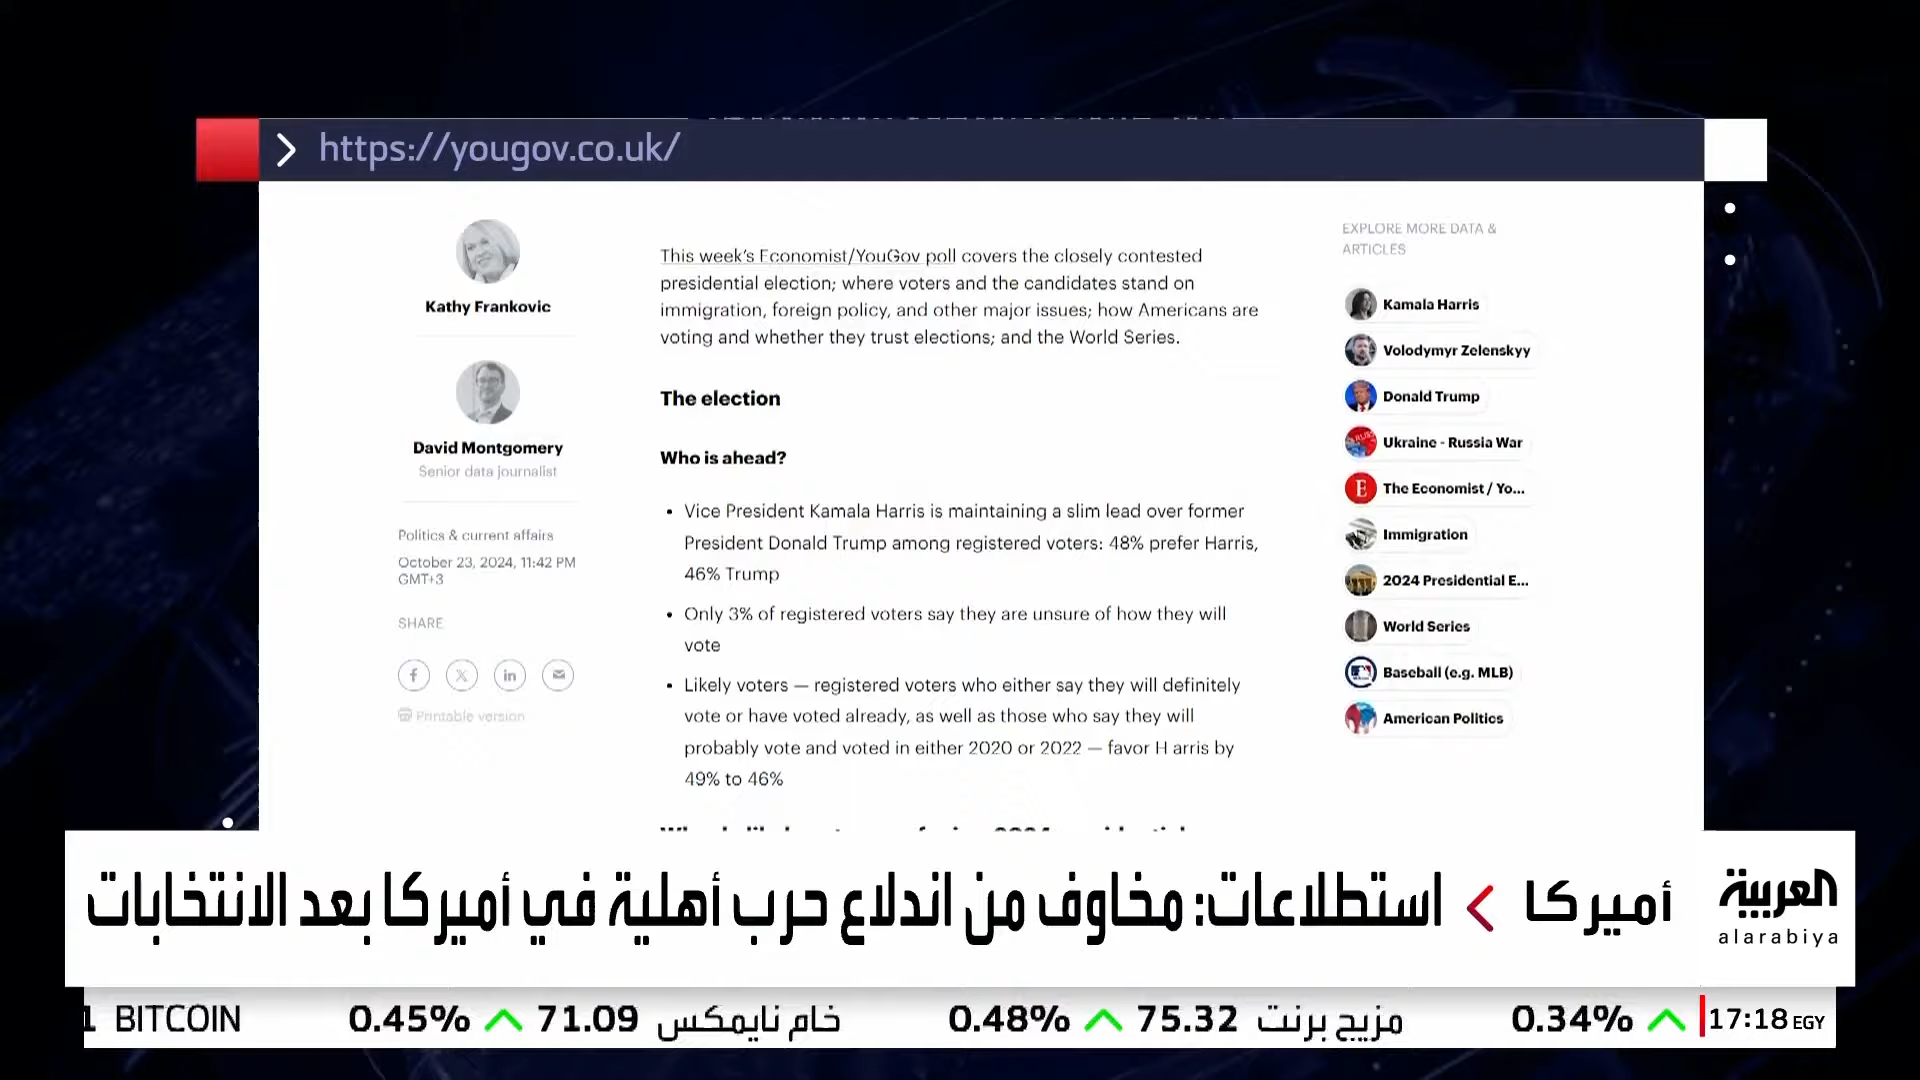 https://yougov.co.uk/
Kathy Frankovic
David Montgomery
Senior data journalist
Politics & current affairs
October 23, 2024, 11:42 PM
GMT+3
SHARE
Printable version
This week's Economist/YouGov poll covers the closely contested
presidential election; where voters and the candidates stand on
immigration, foreign policy, and other major issues; how Americans are
voting and whether they trust elections; and the World Series.
The election
Who is ahead?
• Vice President Kamala Harris is maintaining a slim lead over former
President Donald Trump among registered voters: 48% prefer Harris,
46% Trump
• Only 3% of registered voters say they are unsure of how they will
vote
• Likely voters — registered voters who either say they will definitely
vote or have voted already, as well as those who say they will
probably vote and voted in either 2020 or 2022 — favor H arris by
49% to 46%
EXPLORE MORE DATA &
ARTICLES
Kamala Harris
Volodymyr Zelenskyy
Donald Trump
Ukraine - Russia War
The Economist / Yo...
Immigration
2024 Presidential E...
World Series
Baseball (e.g. MLB)
American Politics
العربية
alarabiya
أميركا
استطلاعات: مخاوف من اندلاع حرب أهلية في أميركا بعد الانتخابات
17:18 EGY
0.34%
مزيج برنت 75.32 0.48%
خام نايمكس 71.09 0.45%
BITCOIN